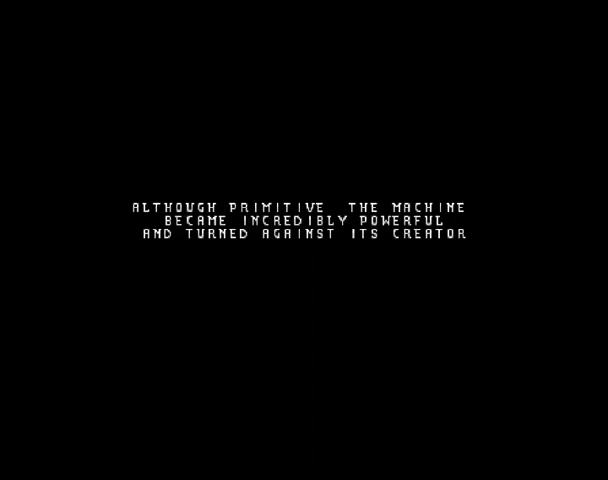 ALTHOUGH PRIMITIVE  THE MACHINE
BECAME INCREDIBLY POWERFUL
AND TURNED AGAINST ITS CREATOR